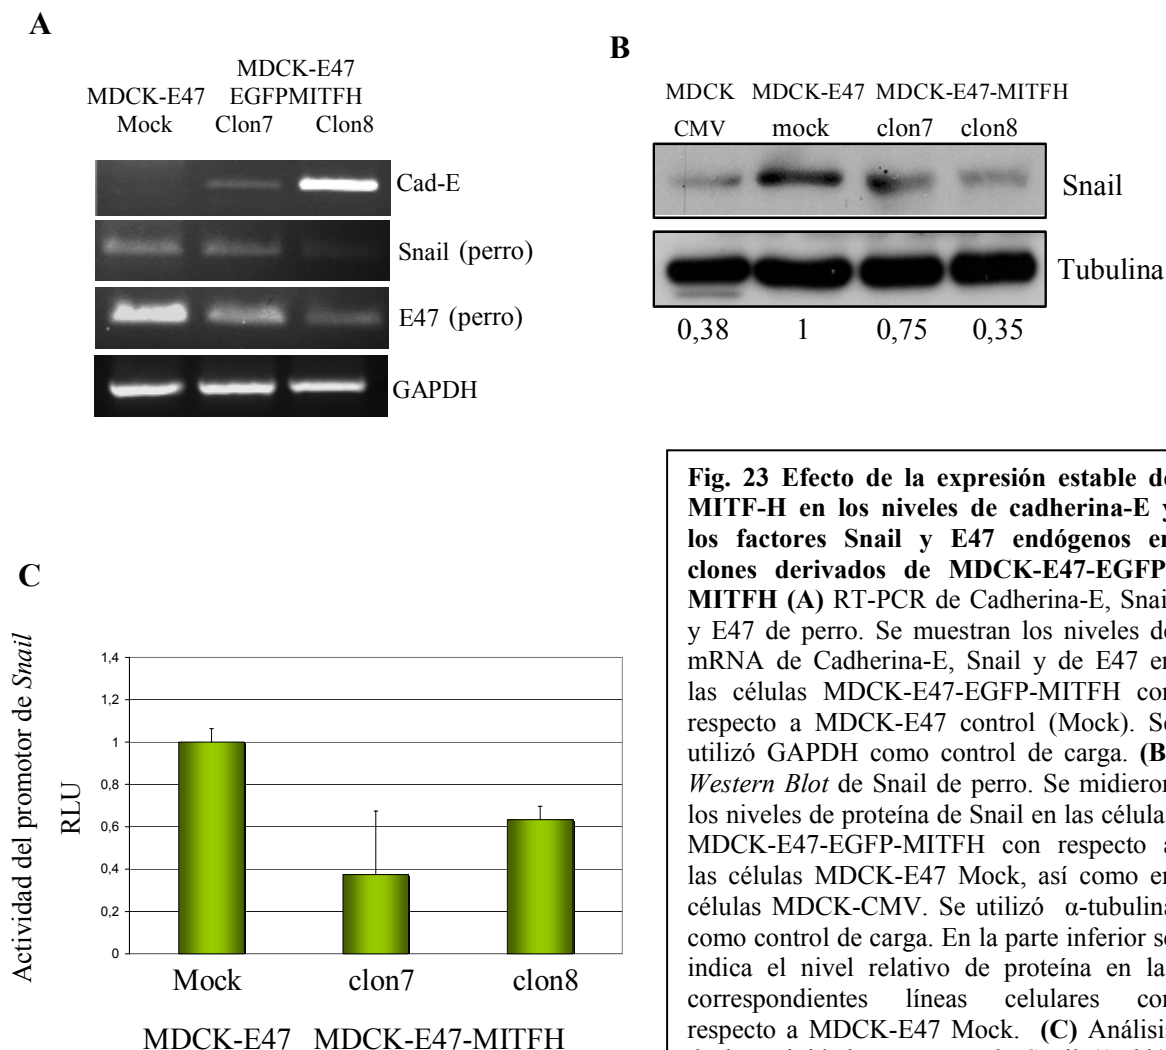 A
MDCK-E47
MDCK-E47 EGFPMITFH
Mock Clon7 Clon8
Cad-E
Snail (perro)
E47 (perro)
GAPDH
B
MDCK MDCK-E47 MDCK-E47-MITFH
CMV mock clon7 clon8
Snail
Tubulina
0,38 1 0,75 0,35
C
Actividad del promotor de Snail
RLU
1,4
1,2
1
0,8
0,6
0,4
0,2
0
Mock clon7 clon8
MDCK-E47 MDCK-E47-MITFH
Fig. 23 Efecto de la expresión estable de
MITF-H en los niveles de cadherina-E y
los factores Snail y E47 endógenos en
clones derivados de MDCK-E47-EGFP-
MITFH (A) RT-PCR de Cadherina-E, Snail
y E47 de perro. Se muestran los niveles de
mRNA de Cadherina-E, Snail y de E47 en
las células MDCK-E47-EGFP-MITFH con
respecto a MDCK-E47 control (Mock). Se
utilizó GAPDH como control de carga. (B)
Western Blot de Snail de perro. Se midieron
los niveles de proteína de Snail en las células
MDCK-E47-EGFP-MITFH con respecto a
las células MDCK-E47 Mock, así como en
células MDCK-CMV. Se utilizó α-tubulina
como control de carga. En la parte inferior se
indica el nivel relativo de proteína en las
correspondientes líneas celulares con
respecto a MDCK-E47 Mock. (C) Análisis